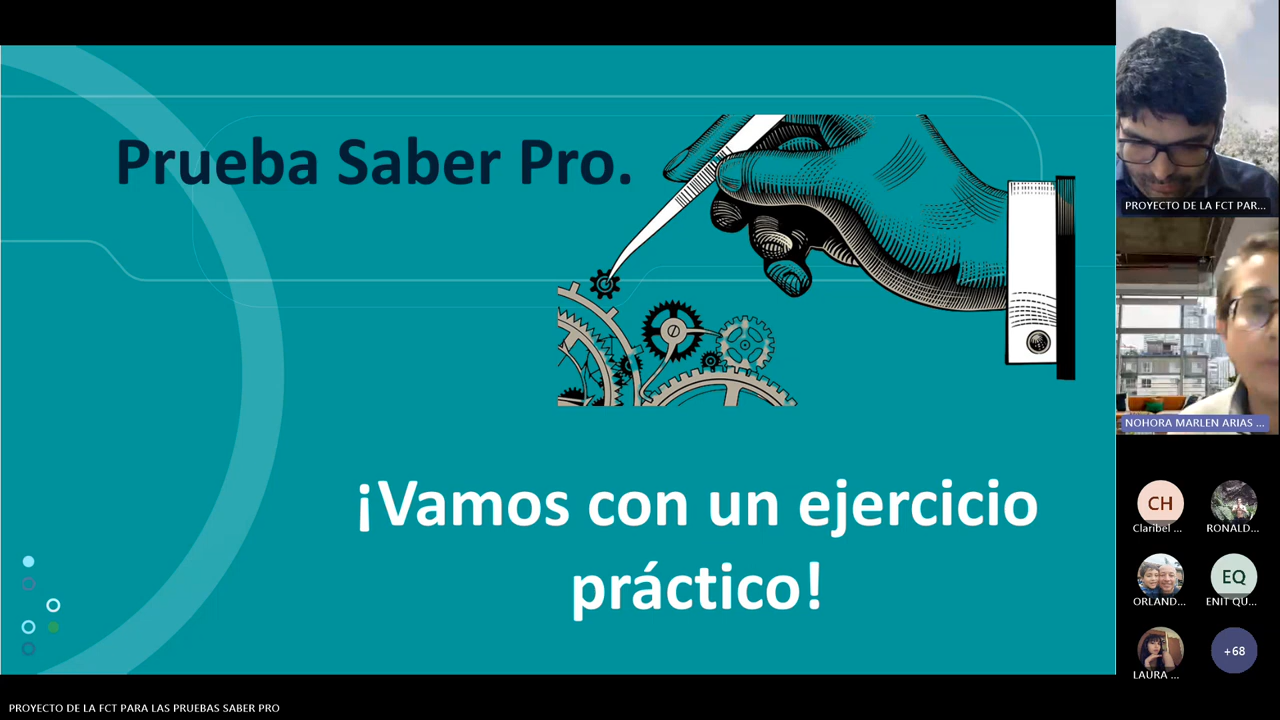 Prueba Saber Pro.
¡Vamos con un ejercicio
práctico!
PROYECTO DE LA FCT PAR...
NOHORA MARLEN ARIAS ...
CH
Claribel ...
RONALD...
ORLAND...
EQ
ENIT QU...
LAURA ...
+68
PROYECTO DE LA FCT PARA LAS PRUEBAS SABER PRO